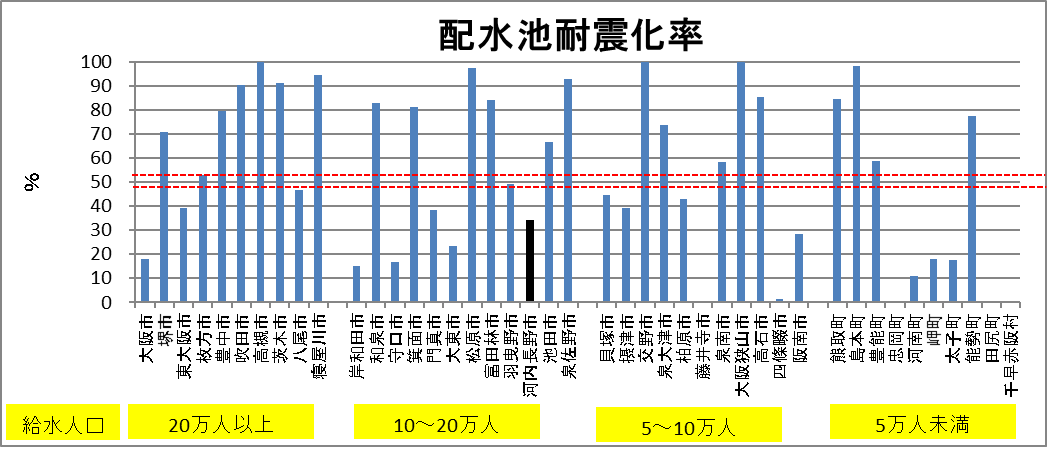 配水池耐震化率
%
100
90
80
70
60
50
40
30
20
10
0
大阪市
堺市
東大阪市
枚方市
豊中市
吹田市
高槻市
茨木市
八尾市
寝屋川市
岸和田市
和泉市
守口市
箕面市
門真市
大東市
松原市
富田林市
羽曳野市
河内長野市
池田市
泉佐野市
貝塚市
摂津市
交野市
泉大津市
柏原市
藤井寺市
泉南市
大阪狭山市
高石市
四條畷市
阪南市
熊取町
島本町
豊能町
忠岡町
河南町
岬町
太子町
能勢町
田尻町
千早赤阪村
給水人口
20万人以上
10~20万人
5~10万人
5万人未満